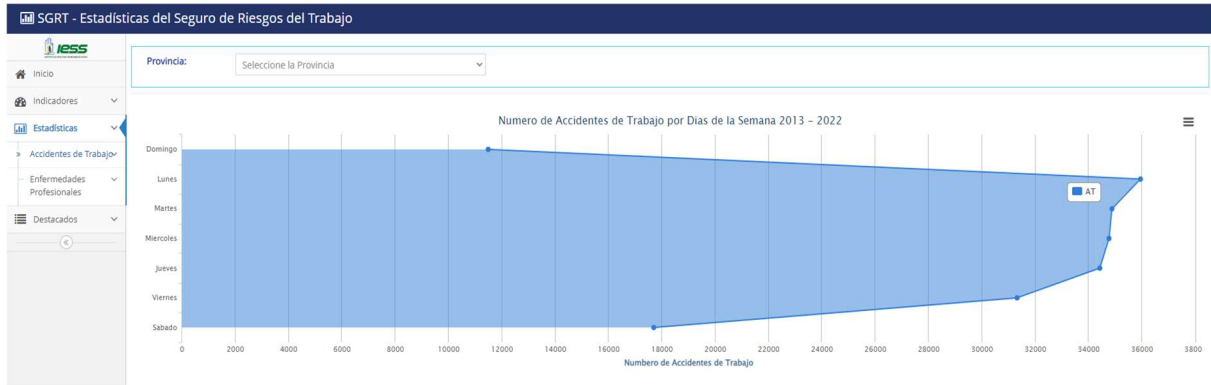 SGRT - Estadísticas del Seguro de Riesgos del Trabajo
IESS
Inicio
Indicadores
Estadísticas
» Accidentes de Trabajo
Enfermedades
Profesionales
Destacados
Provincia:
Seleccione la Provincia
Numero de Accidentes de Trabajo por Dias de la Semana 2013 – 2022
Domingo
Lunes
Martes
Miercoles
Jueves
Viernes
Sabado
AT
0 2000 4000 6000 8000 10000 12000 14000 16000 18000 20000 22000 24000 26000 28000 30000 32000 34000 36000 3800
Numbero de Accidentes de Trabajo